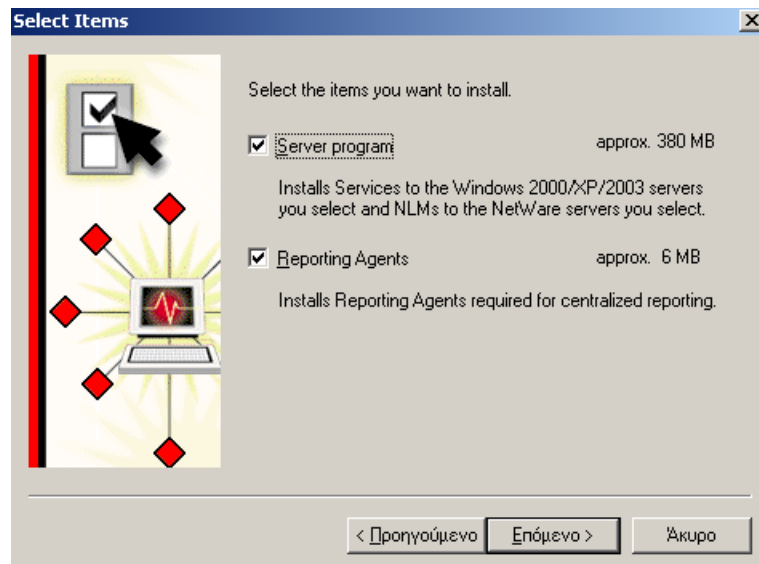 Select Items
Select the items you want to install.
Server program approx. 380 MB
Installs Services to the Windows 2000/XP/2003 servers
you select and NLMs to the NetWare servers you select.
Reporting Agents approx. 6 MB
Installs Reporting Agents required for centralized reporting.
< Προηγούμενο Επόμενο > Άκυρο